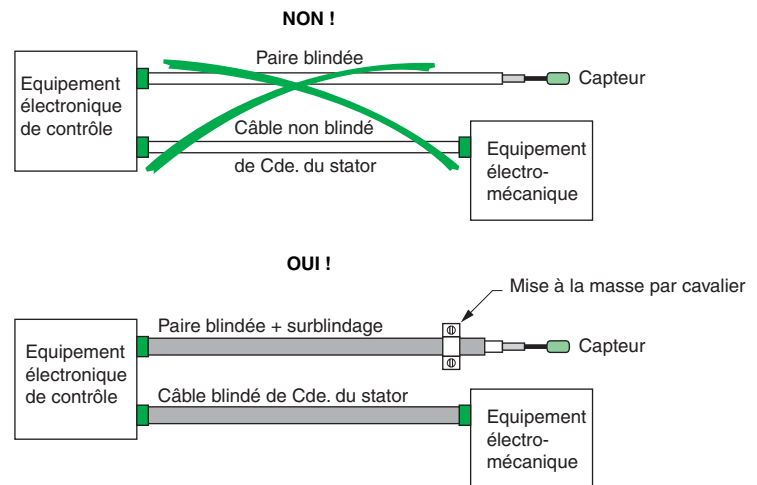 NON !
Paire blindée
Capteur
Equipement
électronique
de contrôle
Câble non blindé
de Cde. du stator
Equipement
électro-
mécanique
OUI !
Mise à la masse par cavalier
Paire blindée + surblindage
Capteur
Equipement
électronique
de contrôle
Câble blindé de Cde. du stator
Equipement
électro-
mécanique